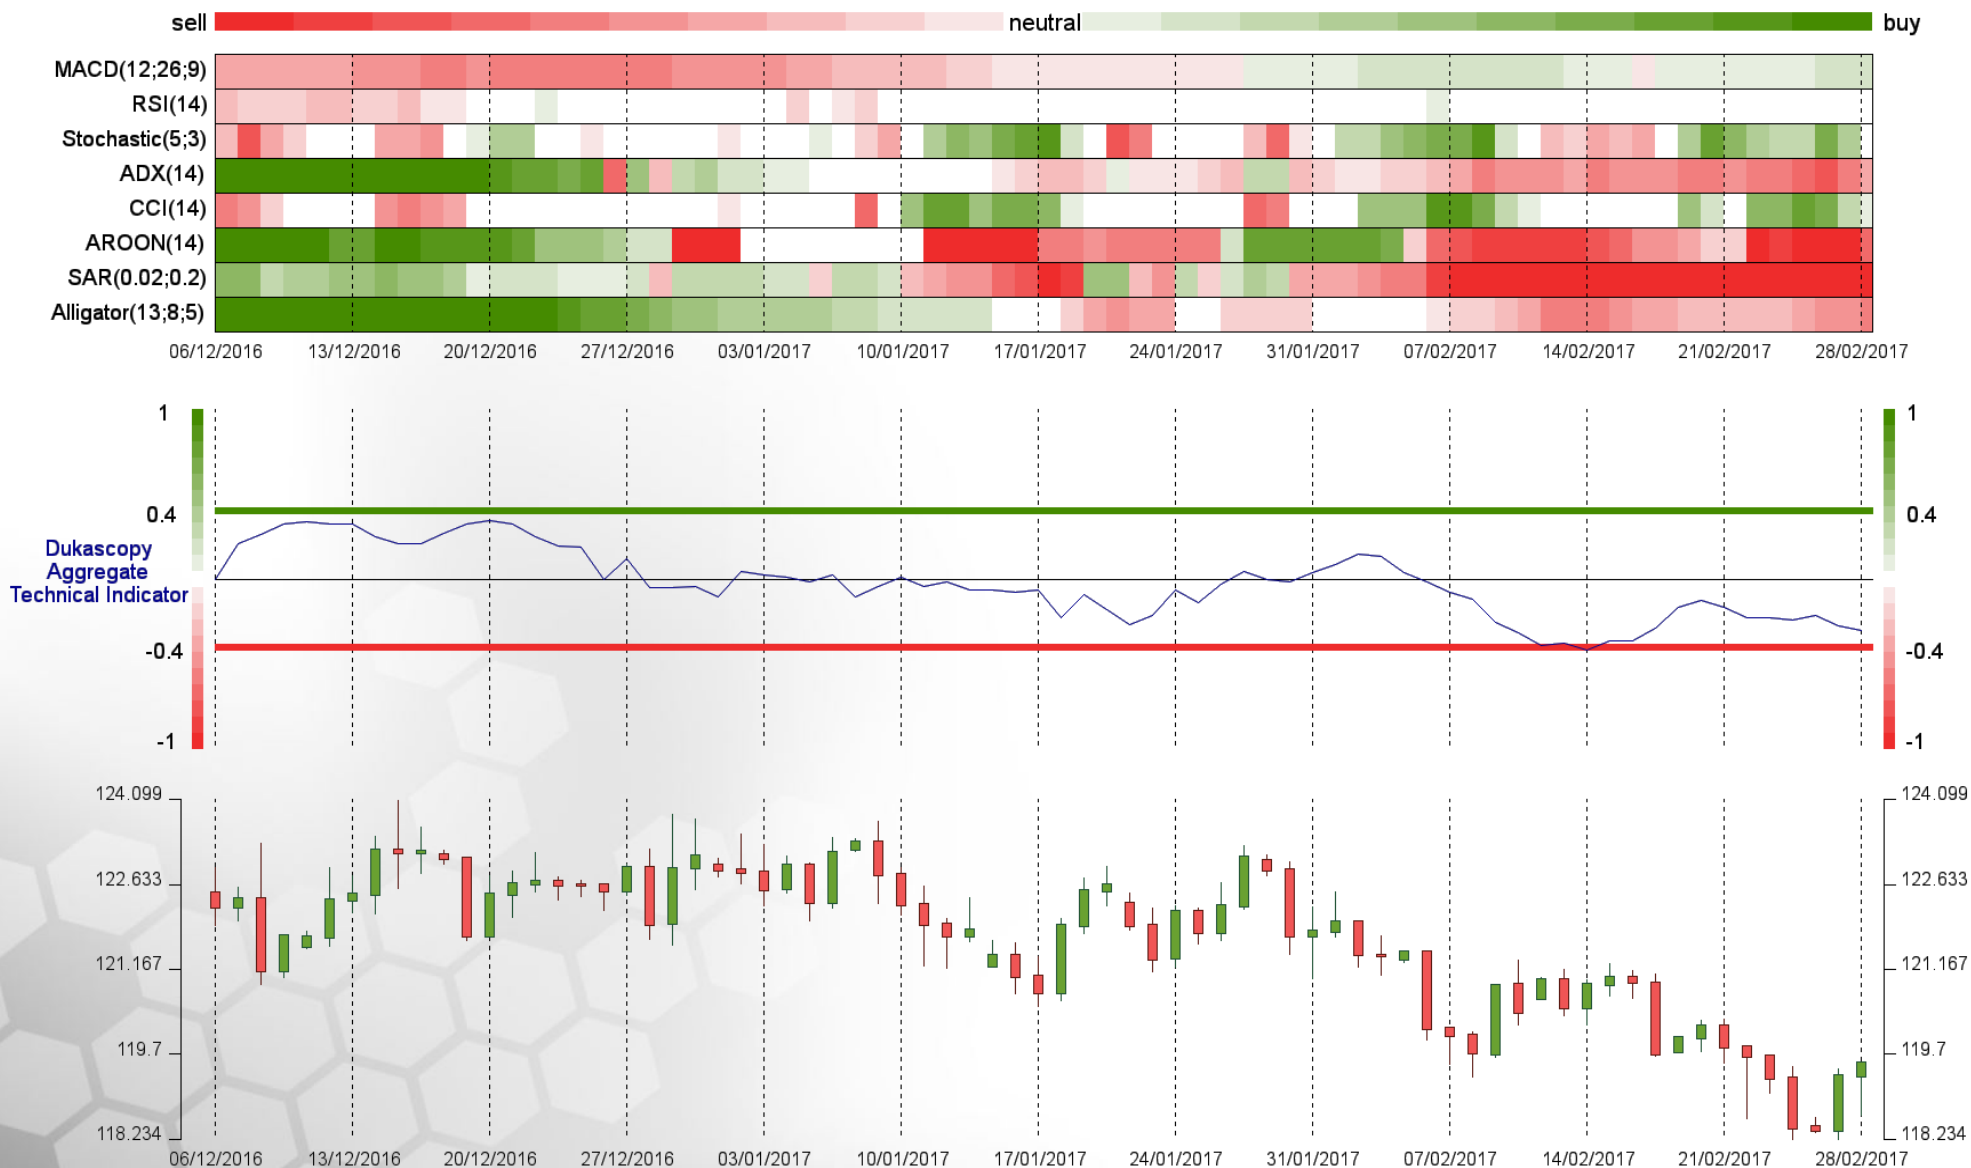 sell neutral buy
MACD(12;26;9)
RSI(14)
Stochastic(5;3)
ADX(14)
CCI(14)
AROON(14)
SAR(0.02;0.2)
Alligator(13;8;5)
06/12/2016 13/12/2016 20/12/2016 27/12/2016 03/01/2017 10/01/2017 17/01/2017 24/01/2017 31/01/2017 07/02/2017 14/02/2017 21/02/2017 28/02/2017
1 1
0.4 0.4
Dukascopy
Aggregate
Technical Indicator
-0.4 -0.4
-1 -1
124.099 124.099
122.633 122.633
121.167 121.167
119.7 119.7
118.234 118.234
06/12/2016 13/12/2016 20/12/2016 27/12/2016 03/01/2017 10/01/2017 17/01/2017 24/01/2017 31/01/2017 07/02/2017 14/02/2017 21/02/2017 28/02/2017